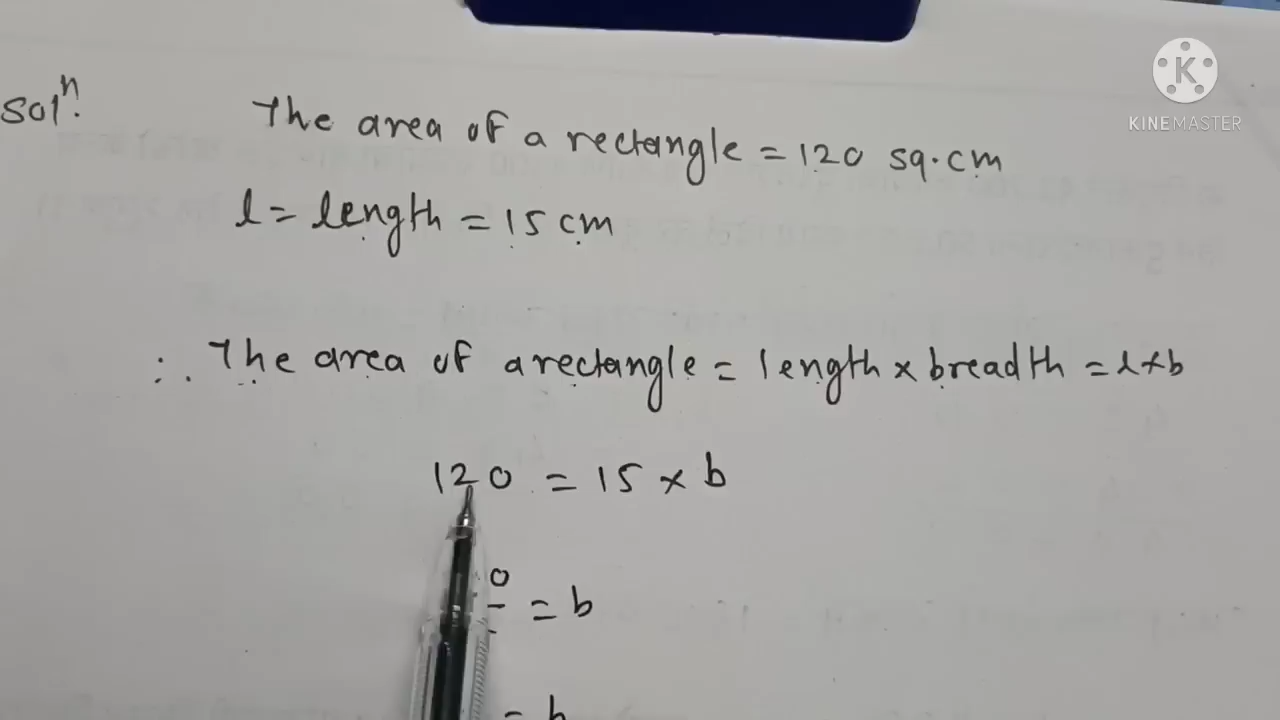 KINEMASTER
Solⁿ. The area of a rectangle = 120 sq.cm
l = length = 15 cm
∴ The area of a rectangle = length × breadth = l×b
120 = 15 × b
0 = b
= b